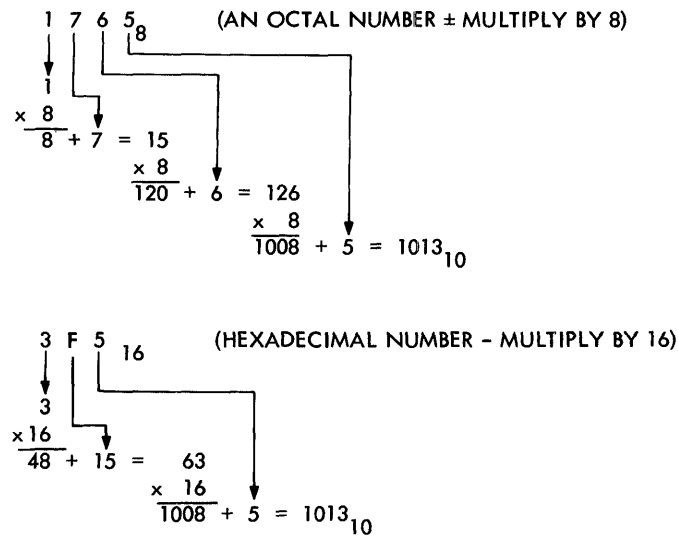 1 7 6 5 8 (AN OCTAL NUMBER ± MULTIPLY BY 8)
1
x 8
8 + 7 = 15
x 8
120 + 6 = 126
x 8
1008 + 5 = 1013 10
3 F 5 16 (HEXADECIMAL NUMBER - MULTIPLY BY 16)
3
x 16
48 + 15 = 63
x 16
1008 + 5 = 1013 10